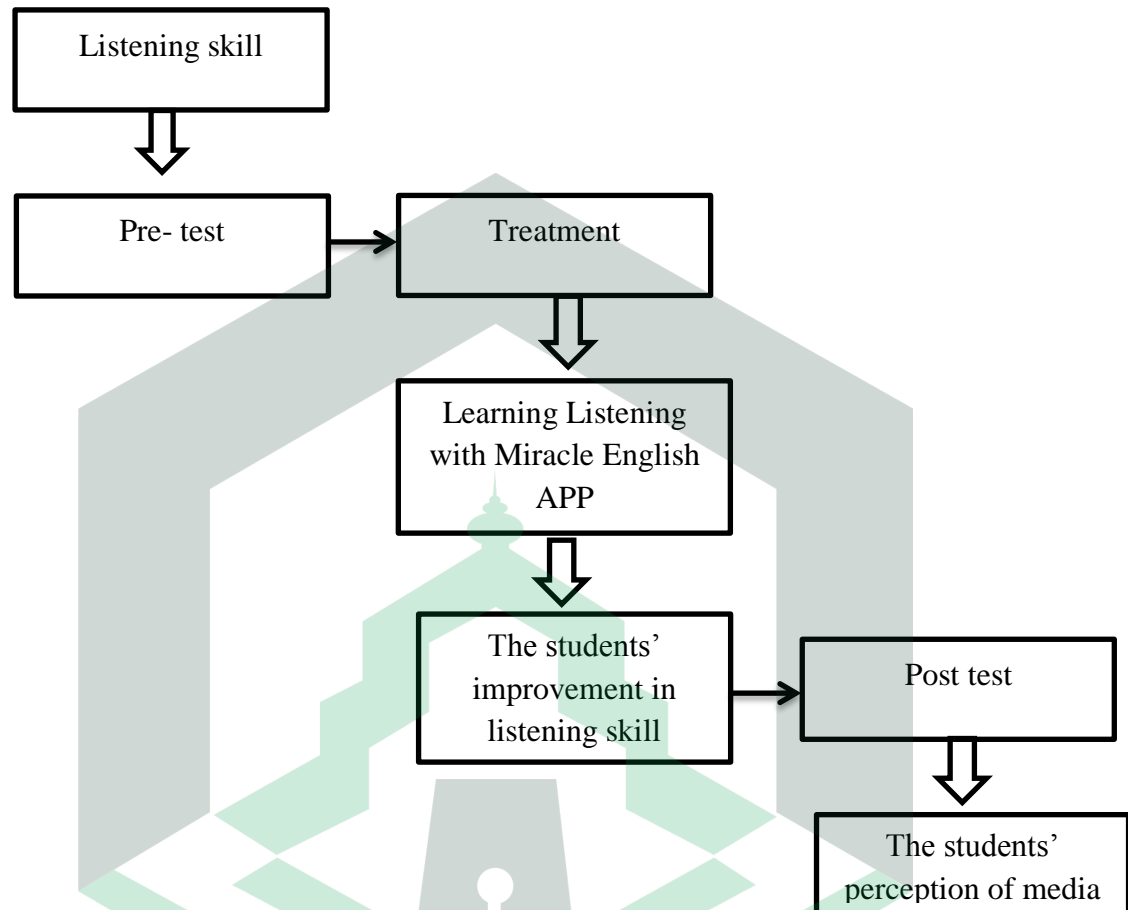 Listening skill
Pre- test
Treatment
Learning Listening
with Miracle English
APP
The students’
improvement in
listening skill
Post test
The students’
perception of media